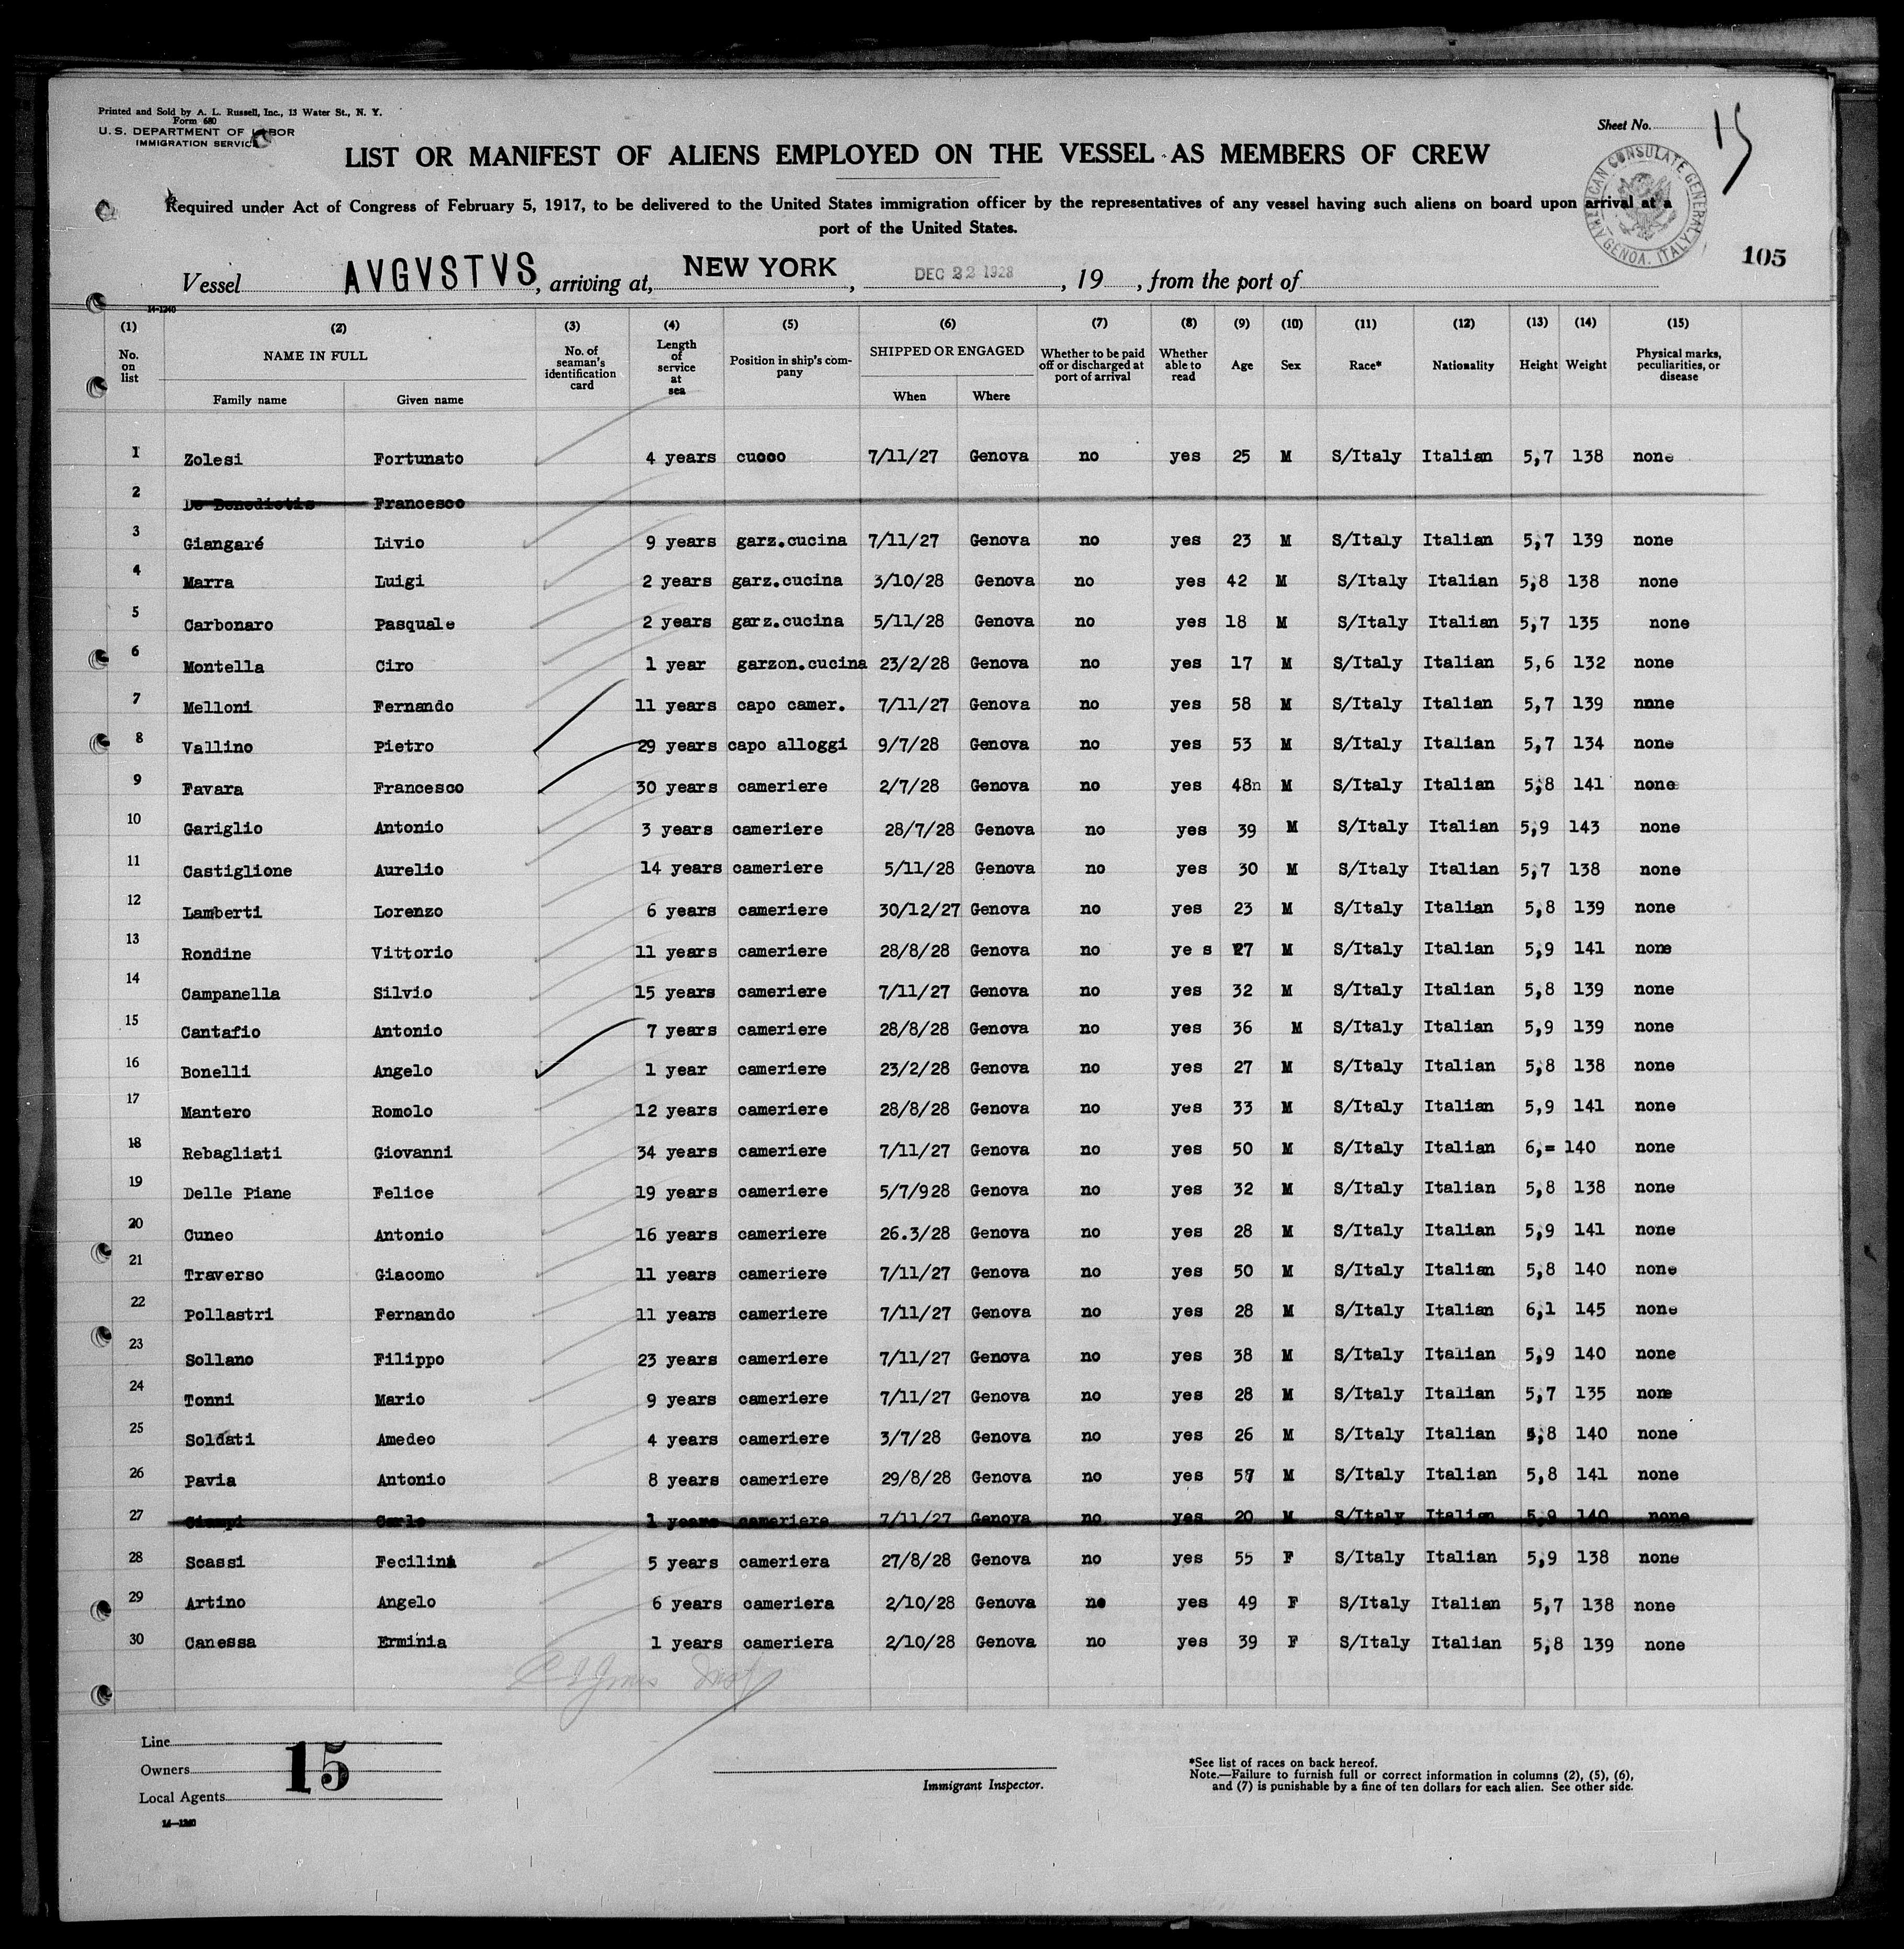 Printed and Sold by A. L. Russell, Inc., 13 Water St., N. Y.
Form 680
U. S. DEPARTMENT OF LABOR
IMMIGRATION SERVICE
Sheet No. 15
LIST OR MANIFEST OF ALIENS EMPLOYED ON THE VESSEL AS MEMBERS OF CREW
AMERICAN CONSULATE GENERAL GENOA, ITALY
Required under Act of Congress of February 5, 1917, to be delivered to the United States immigration officer by the representatives of any vessel having such aliens on board upon arrival at a
port of the United States.
105
Vessel AVGVSTVS, arriving at, NEW YORK, DEC 22 1928, 19 , from the port of
14-1240
(1) (2) (3) (4) (5) (6) (7) (8) (9) (10) (11) (12) (13) (14) (15)
No. on list NAME IN FULL Family name Given name No. of seaman's identification card Length of service at sea Position in ship's company SHIPPED OR ENGAGED When Where Whether to be paid off or discharged at port of arrival Whether able to read Age Sex Race* Nationality Height Weight Physical marks, peculiarities, or disease
1 Zolesi Fortunato 4 years cuoco 7/11/27 Genova no yes 25 M S/Italy Italian 5,7 138 none
2 De Benedictis Francesco
3 Giangaré Livio 9 years garz.cucina 7/11/27 Genova no yes 23 M S/Italy Italian 5,7 139 none
4 Marra Luigi 2 years garz.cucina 3/10/28 Genova no yes 42 M S/Italy Italian 5,8 138 none
5 Carbonaro Pasquale 2 years garz.cucina 5/11/28 Genova no yes 18 M S/Italy Italian 5,7 135 none
6 Montella Ciro 1 year garzon.cucina 23/2/28 Genova no yes 17 M S/Italy Italian 5,6 132 none
7 Melloni Fernando 11 years capo camer. 7/11/27 Genova no yes 58 M S/Italy Italian 5,7 139 nnne
8 Vallino Pietro 29 years capo alloggi 9/7/28 Genova no yes 53 M S/Italy Italian 5,7 134 none
9 Favara Francesco 30 years cameriere 2/7/28 Genova no yes 48n M S/Italy Italian 5,8 141 none
10 Gariglio Antonio 3 years cameriere 28/7/28 Genova no yes 39 M S/Italy Italian 5,9 143 none
11 Castiglione Aurelio 14 years cameriere 5/11/28 Genova no yes 30 M S/Italy Italian 5,7 138 none
12 Lamberti Lorenzo 6 years cameriere 30/12/27 Genova no yes 23 M S/Italy Italian 5,8 139 none
13 Rondine Vittorio 11 years cameriere 28/8/28 Genova no ye s 27 M S/Italy Italian 5,9 141 none
14 Campanella Silvio 15 years cameriere 7/11/27 Genova no yes 32 M S/Italy Italian 5,8 139 none
15 Cantafio Antonio 7 years cameriere 28/8/28 Genova no yes 36 M S/Italy Italian 5,9 139 none
16 Bonelli Angelo 1 year cameriere 23/2/28 Genova no yes 27 M S/Italy Italian 5,8 138 none
17 Mantero Romolo 12 years cameriere 28/8/28 Genova no yes 33 M S/Italy Italian 5,9 141 none
18 Rebagliati Giovanni 34 years cameriere 7/11/27 Genova no yes 50 M S/Italy Italian 6,= 140 none
19 Delle Piane Felice 19 years cameriere 5/7/928 Genova no yes 32 M S/Italy Italian 5,8 138 none
20 Cuneo Antonio 16 years cameriere 26.3/28 Genova no yes 28 M S/Italy Italian 5,9 141 none
21 Traverso Giacomo 11 years cameriere 7/11/27 Genova no yes 50 M S/Italy Italian 5,8 140 none
22 Pollastri Fernando 11 years cameriere 7/11/27 Genova no yes 28 M S/Italy Italian 6,1 145 none
23 Sollano Filippo 23 years cameriere 7/11/27 Genova no yes 38 M S/Italy Italian 5,9 140 none
24 Tonni Mario 9 years cameriere 7/11/27 Genova no yes 28 M S/Italy Italian 5,7 135 none
25 Soldati Amedeo 4 years cameriere 3/7/28 Genova no yes 26 M S/Italy Italian 5,8 140 none
26 Pavia Antonio 8 years cameriere 29/8/28 Genova no yes 57 M S/Italy Italian 5,8 141 none
27 Ciampi Carlo 1 years cameriere 7/11/27 Genova no yes 20 M S/Italy Italian 5,9 140 none
28 Scassi Fecilina 5 years cameriera 27/8/28 Genova no yes 55 F S/Italy Italian 5,9 138 none
29 Artino Angelo 6 years cameriera 2/10/28 Genova no yes 49 F S/Italy Italian 5,7 138 none
30 Canessa Erminia 1 years cameriera 2/10/28 Genova no yes 39 F S/Italy Italian 5,8 139 none
Line
Owners 15
Local Agents
14-1240
Immigrant Inspector.
*See list of races on back hereof.
Note.—Failure to furnish full or correct information in columns (2), (5), (6),
and (7) is punishable by a fine of ten dollars for each alien. See other side.